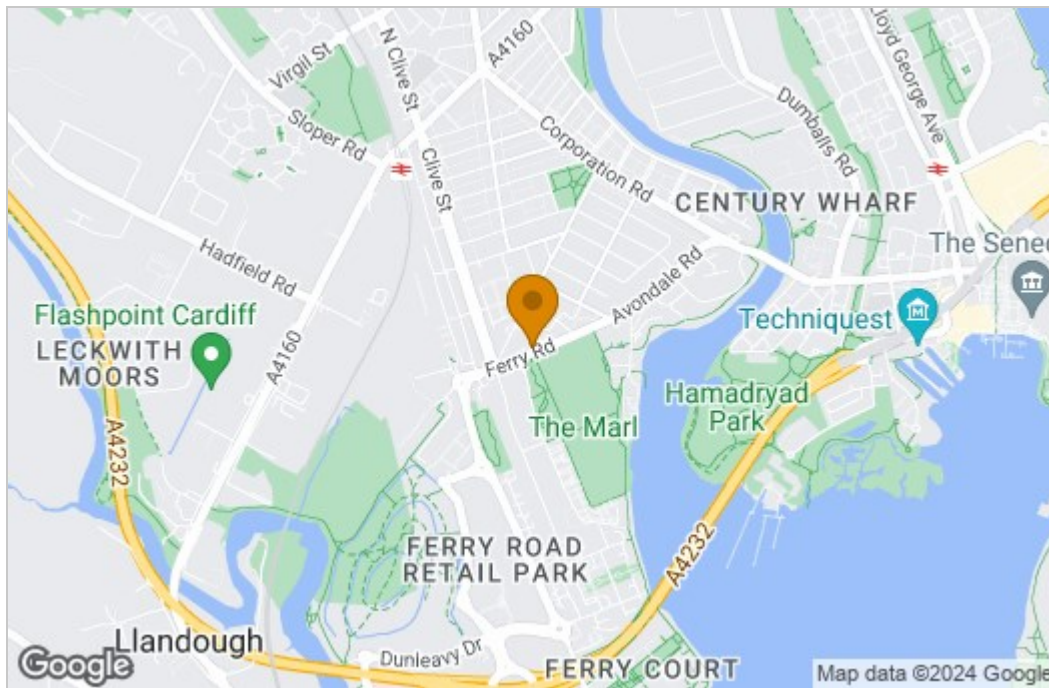 Virgil St
N Clive St
A4160
Lloyd George Ave
Sloper Rd
Clive St
Corporation Rd
Dumballs Rd
CENTURY WHARF
Hadfield Rd
Avondale Rd
The Sened
Flashpoint Cardiff
LECKWITH
MOORS
A4160
Ferry Rd
Techniquest
Hamadryad
Park
The Marl
A4232
A4232
FERRY ROAD
RETAIL PARK
Llandough
Dunleavy Dr
FERRY COURT
Google
Map data ©2024 Google